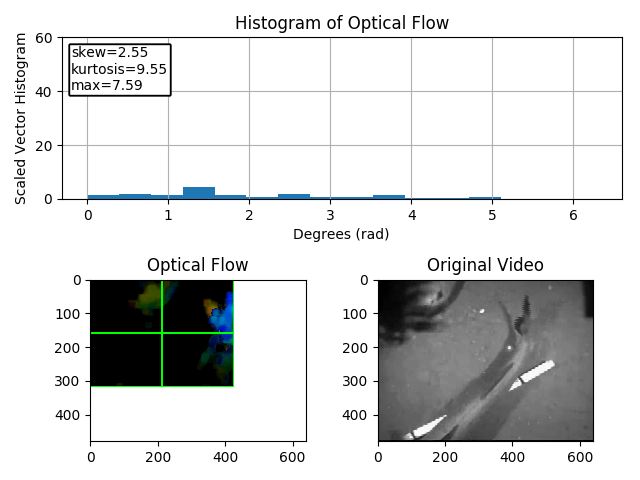 Histogram of Optical Flow
60
40
20
0
Scaled Vector Histogram
skew=2.55
kurtosis=9.55
max=7.59
0 1 2 3 4 5 6
Degrees (rad)
Optical Flow
0
100
200
300
400
0 200 400 600
Original Video
0
100
200
300
400
0 200 400 600